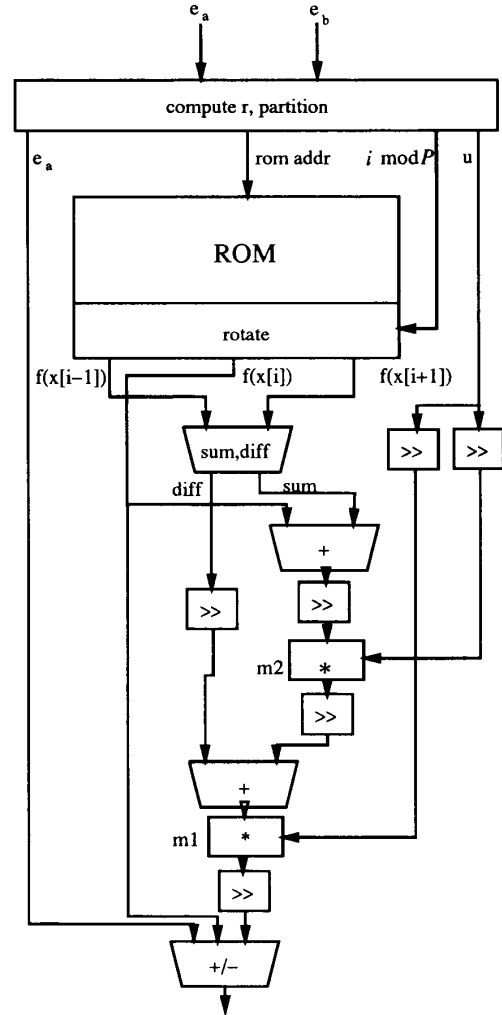 e_a e_b
compute r, partition
e_a rom addr i mod P u
ROM
rotate
f(x[i−1]) f(x[i]) f(x[i+1])
sum,diff >> >>
diff sum
+
>> >>
m2 *
>>
+
m1 *
>>
+/−